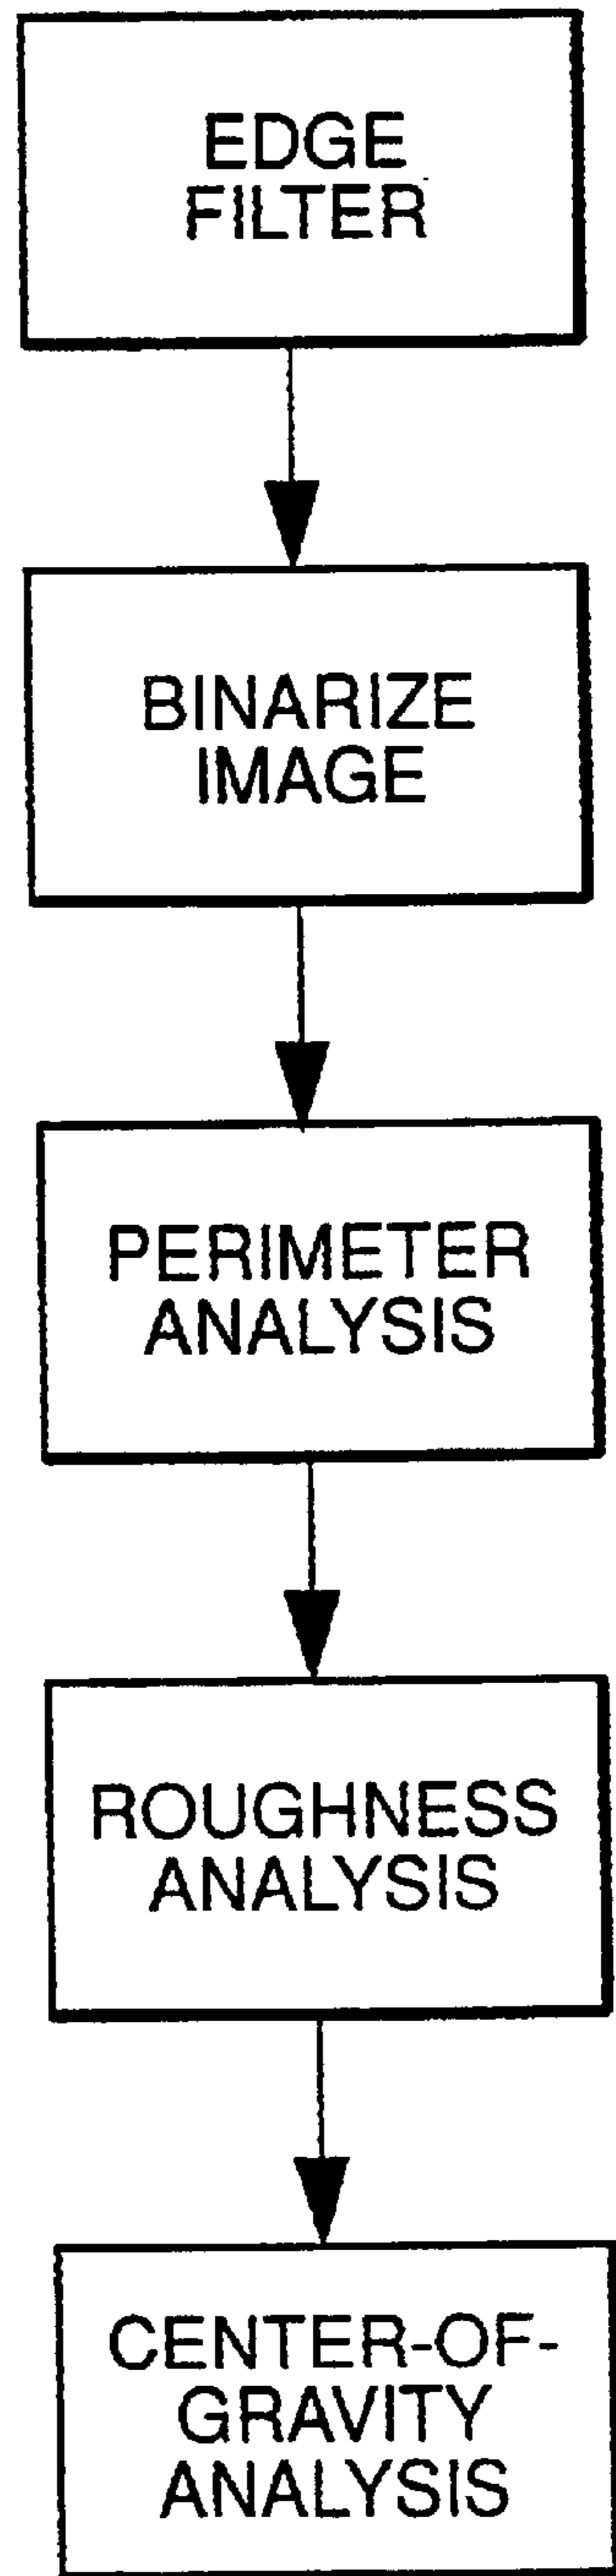 EDGE
FILTER
BINARIZE
IMAGE
PERIMETER
ANALYSIS
ROUGHNESS
ANALYSIS
CENTER-OF-
GRAVITY
ANALYSIS